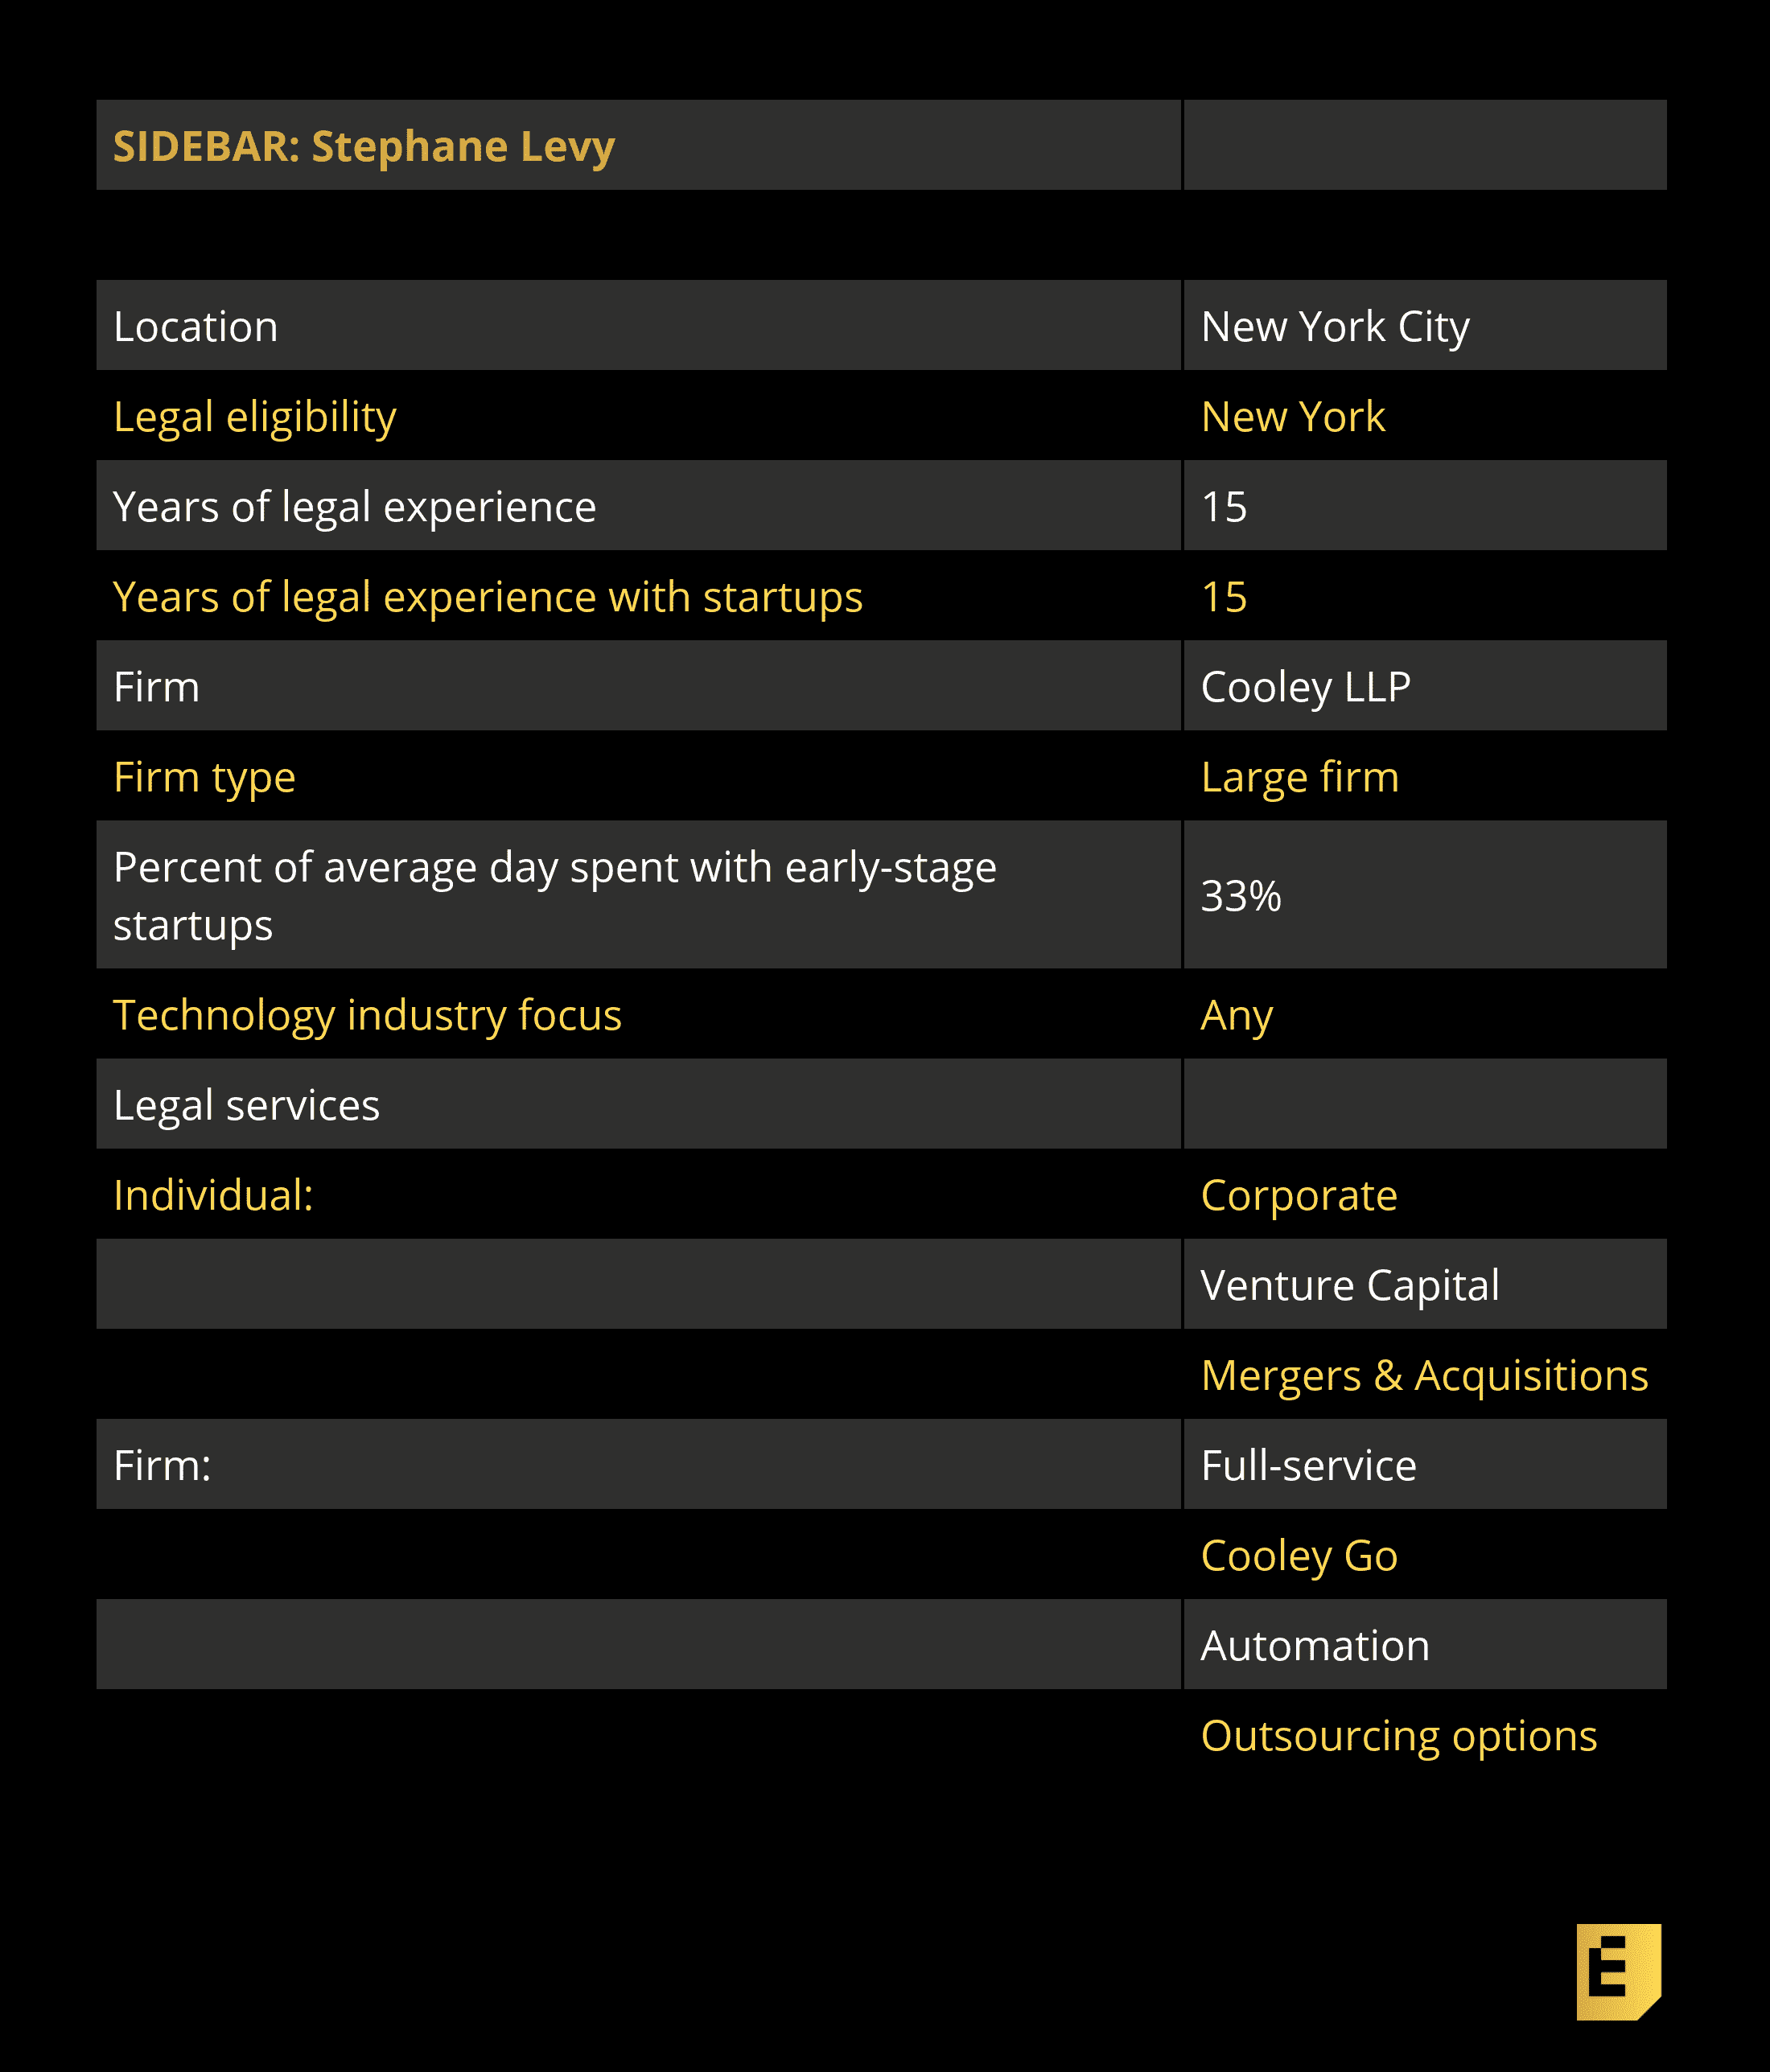 SIDEBAR: Stephane Levy
Location New York City
Legal eligibility New York
Years of legal experience 15
Years of legal experience with startups 15
Firm Cooley LLP
Firm type Large firm
Percent of average day spent with early-stage
startups 33%
Technology industry focus Any
Legal services
Individual: Corporate
Venture Capital
Mergers & Acquisitions
Firm: Full-service
Cooley Go
Automation
Outsourcing options
E